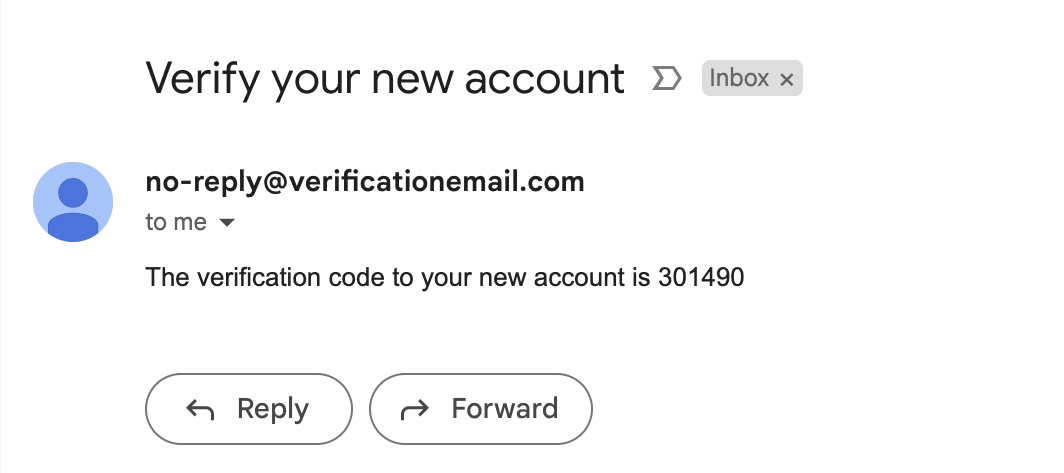 Verify your new account Inbox ×
no-reply@verificationemail.com
to me
The verification code to your new account is 301490
Reply Forward